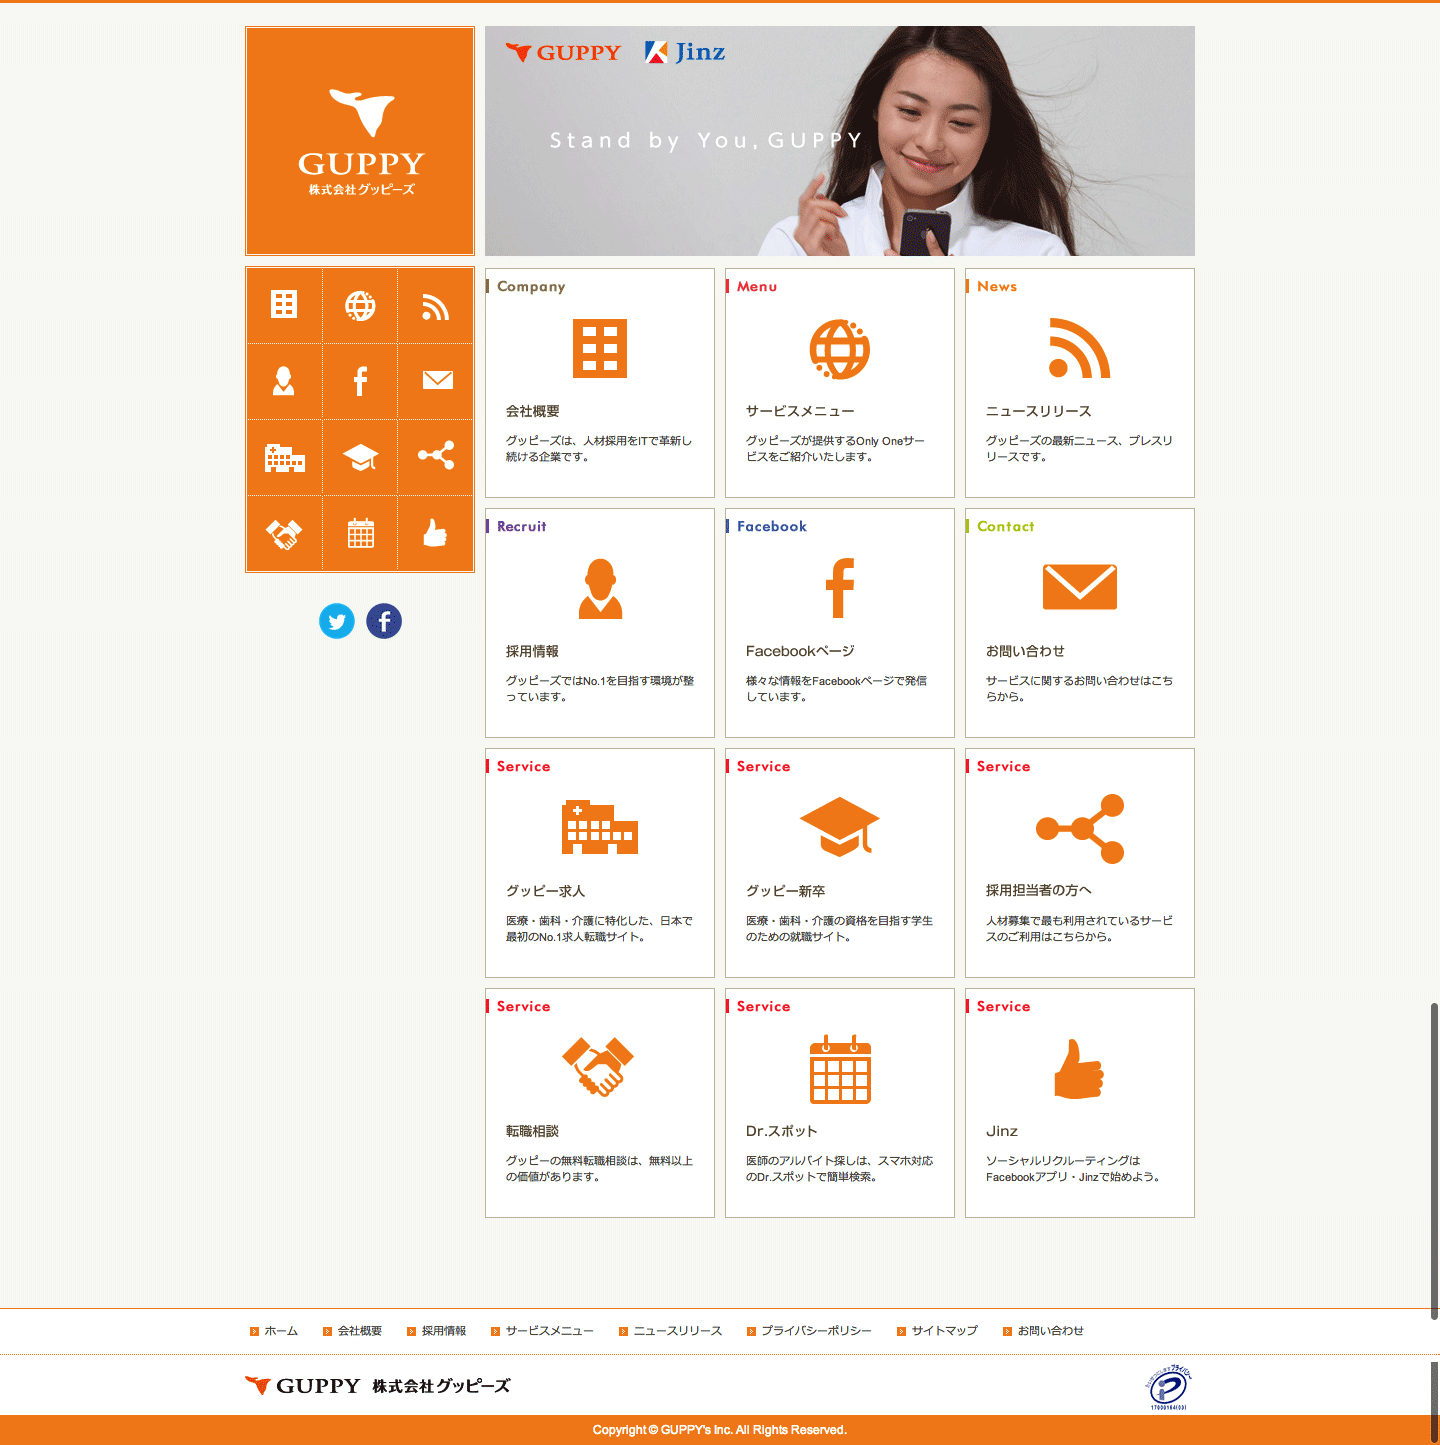 GUPPY
株式会社グッピーズ
GUPPY Jinz
Stand by You, GUPPY
Company
会社概要
グッピーズは、人材採用をITで革新し
続ける企業です。
Menu
サービスメニュー
グッピーズが提供するOnly Oneサー
ビスをご紹介いたします。
News
ニュースリリース
グッピーズの最新ニュース、プレスリ
リースです。
Recruit
採用情報
グッピーズではNo.1を目指す環境が整
っています。
Facebook
Facebookページ
様々な情報をFacebookページで発信
しています。
Contact
お問い合わせ
サービスに関するお問い合わせはこち
らから。
Service
グッピー求人
医療・歯科・介護に特化した、日本で
最初のNo.1求人転職サイト。
Service
グッピー新卒
医療・歯科・介護の資格を目指す学生
のための就職サイト。
Service
採用担当者の方へ
人材募集で最も利用されているサービ
スのご利用はこちらから。
Service
転職相談
グッピーの無料転職相談は、無料以上
の価値があります。
Service
Dr.スポット
医師のアルバイト探しは、スマホ対応
のDr.スポットで簡単検索。
Service
Jinz
ソーシャルリクルーティングは
Facebookアプリ・Jinzで始めよう。
ホーム 会社概要 採用情報 サービスメニュー ニュースリリース プライバシーポリシー サイトマップ お問い合わせ
GUPPY 株式会社グッピーズ
プライバシー
Copyright © GUPPY's Inc. All Rights Reserved.